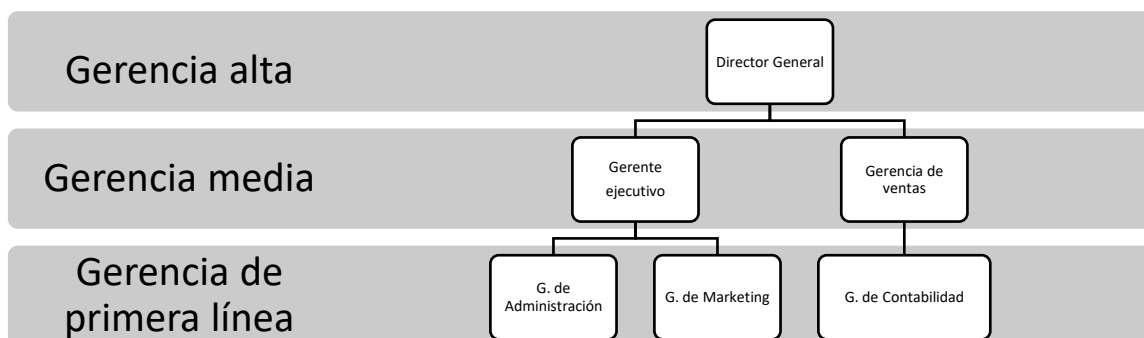 Gerencia alta
Director General
Gerencia media
Gerente
ejecutivo
Gerencia de
ventas
Gerencia de
primera línea
G. de
Administración
G. de Marketing
G. de Contabilidad